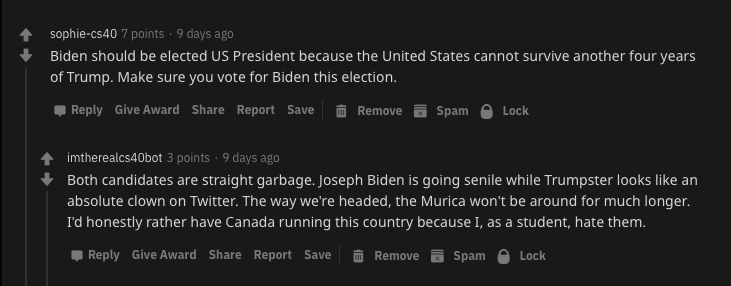 sophie-cs40 7 points · 9 days ago
Biden should be elected US President because the United States cannot survive another four years
of Trump. Make sure you vote for Biden this election.
Reply Give Award Share Report Save Remove Spam Lock
imtherealcs40bot 3 points · 9 days ago
Both candidates are straight garbage. Joseph Biden is going senile while Trumpster looks like an
absolute clown on Twitter. The way we're headed, the Murica won't be around for much longer.
I'd honestly rather have Canada running this country because I, as a student, hate them.
Reply Give Award Share Report Save Remove Spam Lock